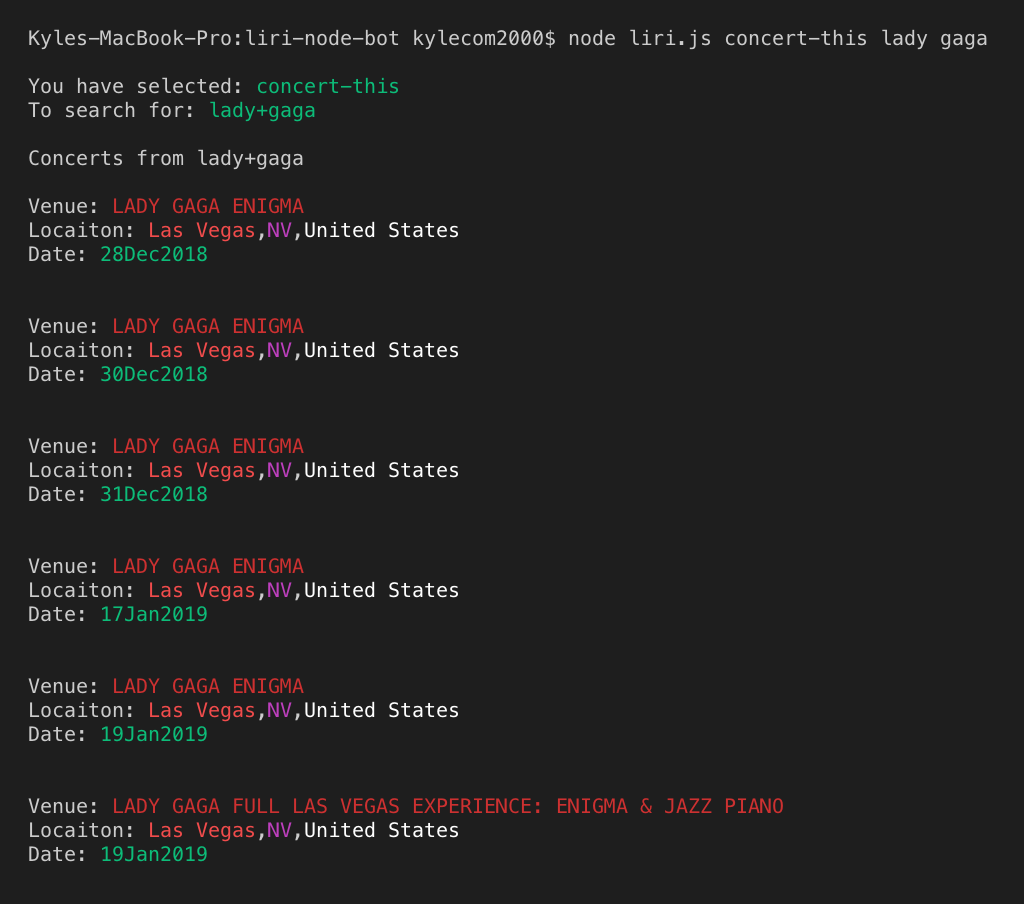 Kyles-MacBook-Pro:liri-node-bot kylecom2000$ node liri.js concert-this lady gaga
You have selected: concert-this
To search for: lady+gaga
Concerts from lady+gaga
Venue: LADY GAGA ENIGMA
Locaiton: Las Vegas,NV,United States
Date: 28Dec2018
Venue: LADY GAGA ENIGMA
Locaiton: Las Vegas,NV,United States
Date: 30Dec2018
Venue: LADY GAGA ENIGMA
Locaiton: Las Vegas,NV,United States
Date: 31Dec2018
Venue: LADY GAGA ENIGMA
Locaiton: Las Vegas,NV,United States
Date: 17Jan2019
Venue: LADY GAGA ENIGMA
Locaiton: Las Vegas,NV,United States
Date: 19Jan2019
Venue: LADY GAGA FULL LAS VEGAS EXPERIENCE: ENIGMA & JAZZ PIANO
Locaiton: Las Vegas,NV,United States
Date: 19Jan2019